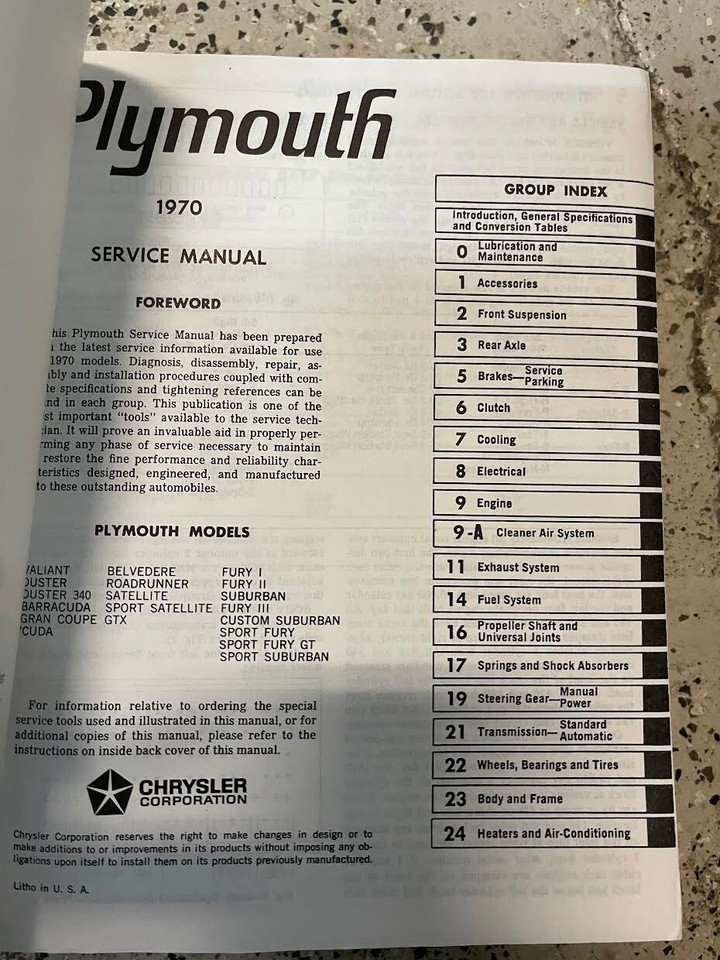 Plymouth
1970
SERVICE MANUAL
FOREWORD
his Plymouth Service Manual has been prepared
the latest service information available for use
1970 models. Diagnosis, disassembly, repair, as-
bly and installation procedures coupled with com-
te specifications and tightening references can be
nd in each group. This publication is one of the
st important "tools" available to the service tech-
ian. It will prove an invaluable aid in properly per-
rming any phase of service necessary to maintain
restore the fine performance and reliability char-
teristics designed, engineered, and manufactured
to these outstanding automobiles.
PLYMOUTH MODELS
VALIANT
DUSTER
DUSTER 340
BARRACUDA
GRAN COUPE
'CUDA
BELVEDERE
ROADRUNNER
SATELLITE
SPORT SATELLITE
GTX
FURY I
FURY II
SUBURBAN
FURY III
CUSTOM SUBURBAN
SPORT FURY
SPORT FURY GT
SPORT SUBURBAN
For information relative to ordering the special
service tools used and illustrated in this manual, or for
additional copies of this manual, please refer to the
instructions on inside back cover of this manual.
CHRYSLER
CORPORATION
Chrysler Corporation reserves the right to make changes in design or to
make additions to or improvements in its products without imposing any ob-
ligations upon itself to install them on its products previously manufactured.
Litho in U. S. A.
GROUP INDEX
Introduction, General Specifications
and Conversion Tables
0 Lubrication and
Maintenance
1 Accessories
2 Front Suspension
3 Rear Axle
5 Brakes—Service
Parking
6 Clutch
7 Cooling
8 Electrical
9 Engine
9-A Cleaner Air System
11 Exhaust System
14 Fuel System
16 Propeller Shaft and
Universal Joints
17 Springs and Shock Absorbers
19 Steering Gear—Manual
Power
21 Transmission—Standard
Automatic
22 Wheels, Bearings and Tires
23 Body and Frame
24 Heaters and Air-Conditioning